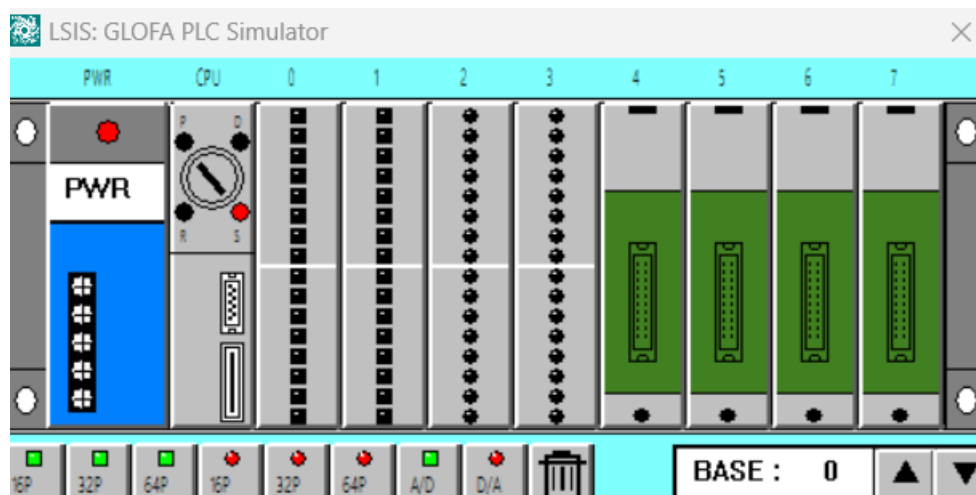 LSIS: GLOFA PLC Simulator
PWR CPU 0 1 2 3 4 5 6 7
P D
PWR
R S
16P 32P 64P 16P 32P 64P A/D D/A
BASE : 0